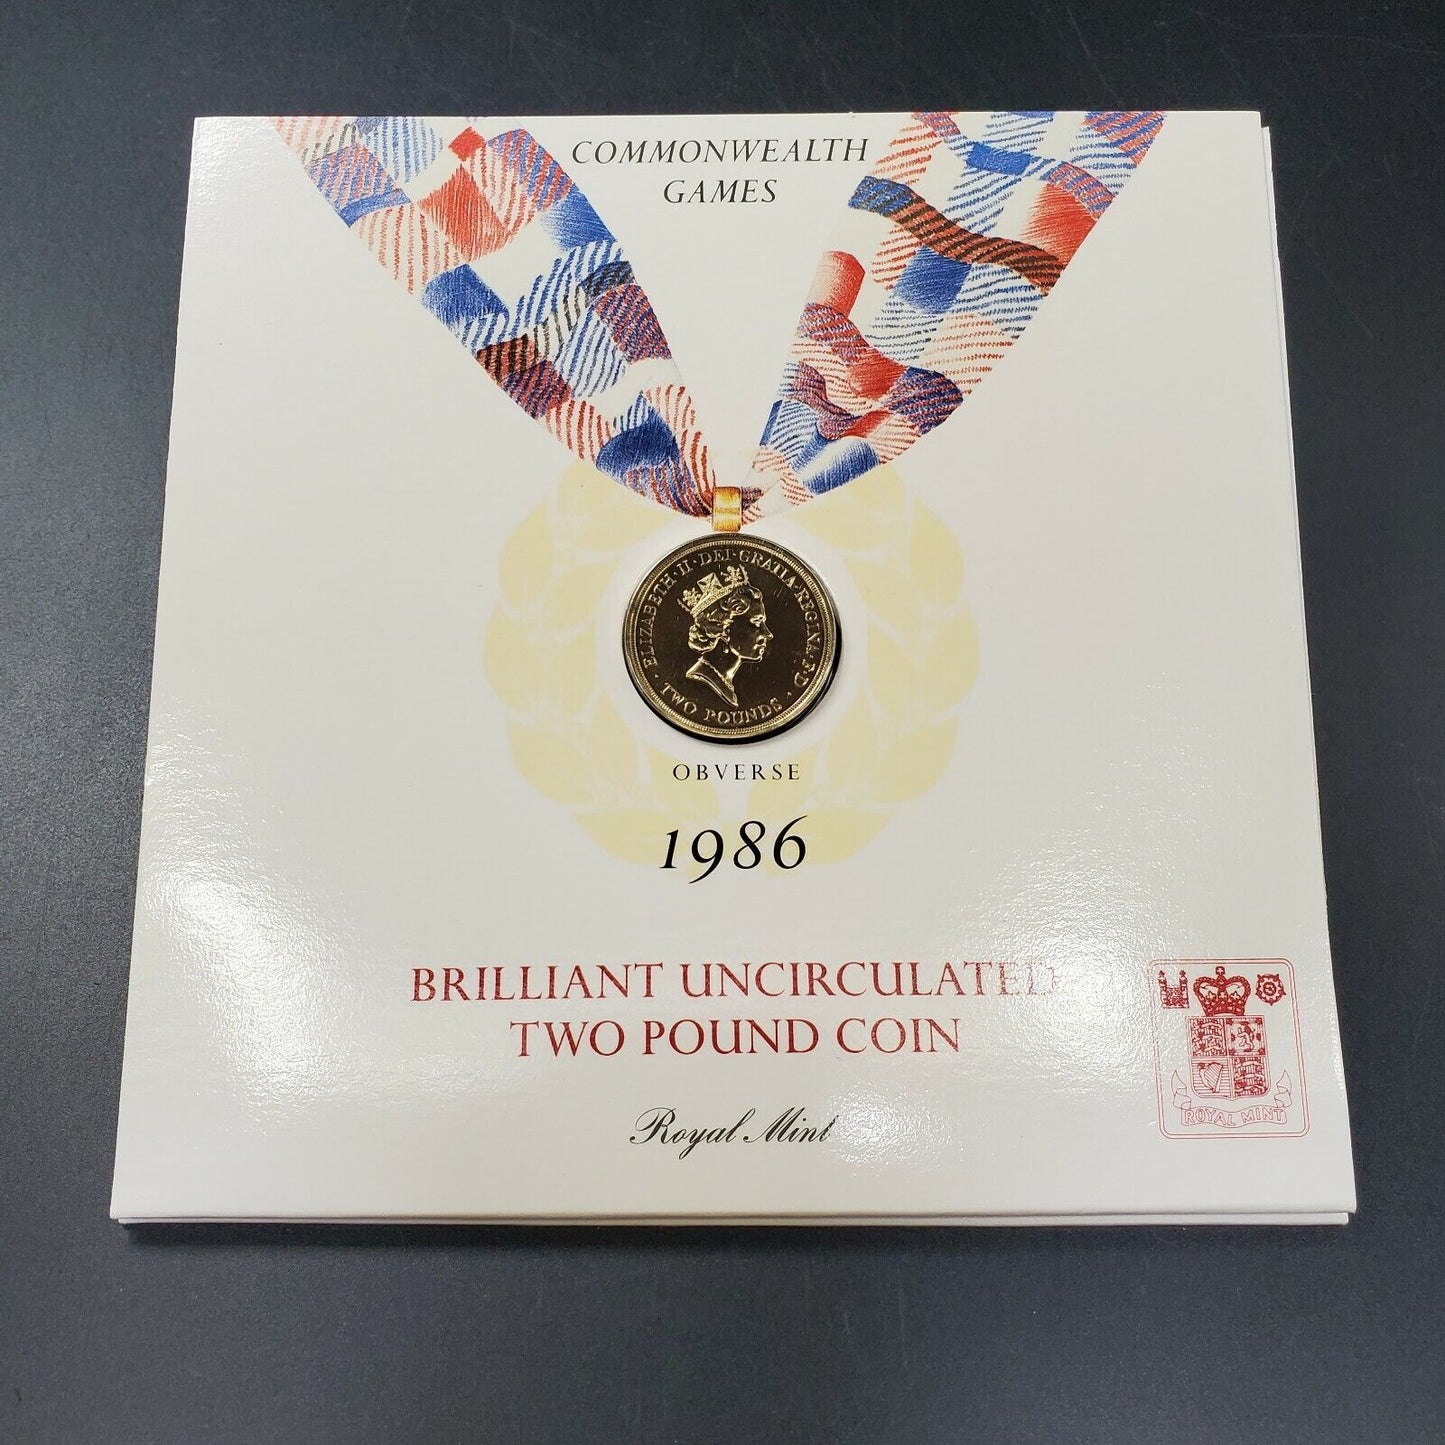 COMMONWEALTH
GAMES
ELIZABETH · II · DEI · GRATIA · REGINA · F · D ·
TWO POUNDS
OBVERSE
1986
BRILLIANT UNCIRCULATED
TWO POUND COIN
Royal Mint
ROYAL MINT